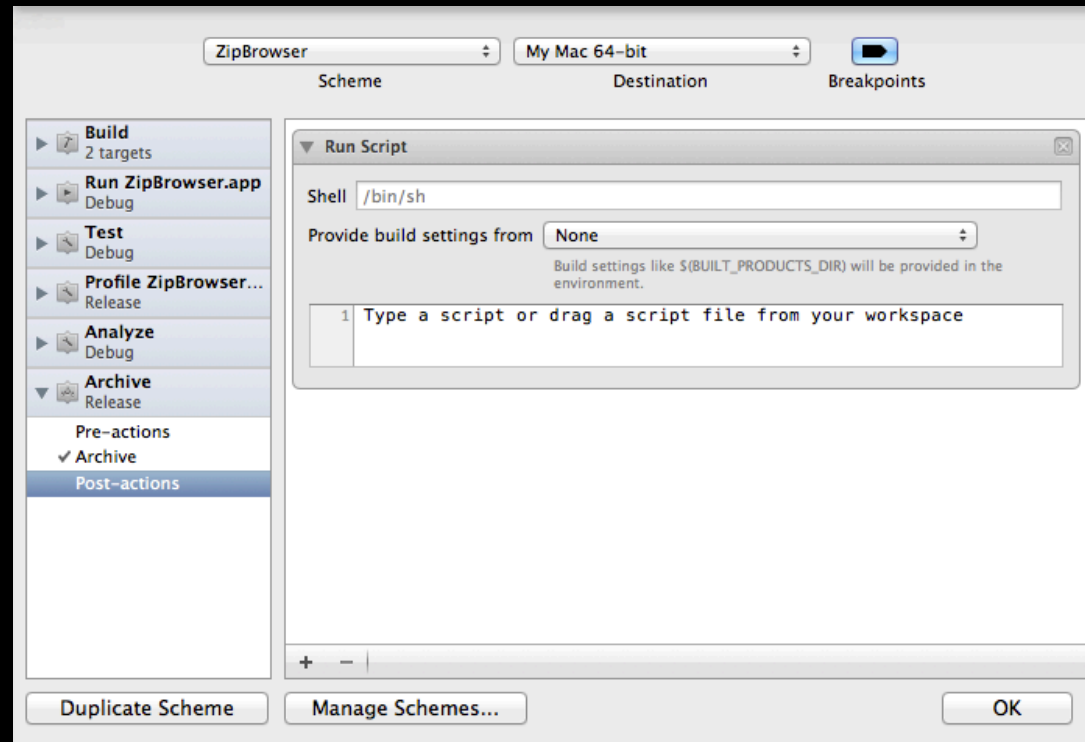 ZipBrowser
My Mac 64-bit
Scheme
Destination
Breakpoints
Build
2 targets
Run ZipBrowser.app
Debug
Test
Debug
Profile ZipBrowser...
Release
Analyze
Debug
Archive
Release
Pre-actions
✓ Archive
Post-actions
Run Script
Shell /bin/sh
Provide build settings from None
Build settings like $(BUILT_PRODUCTS_DIR) will be provided in the
environment.
1 Type a script or drag a script file from your workspace
+ −
Duplicate Scheme
Manage Schemes...
OK